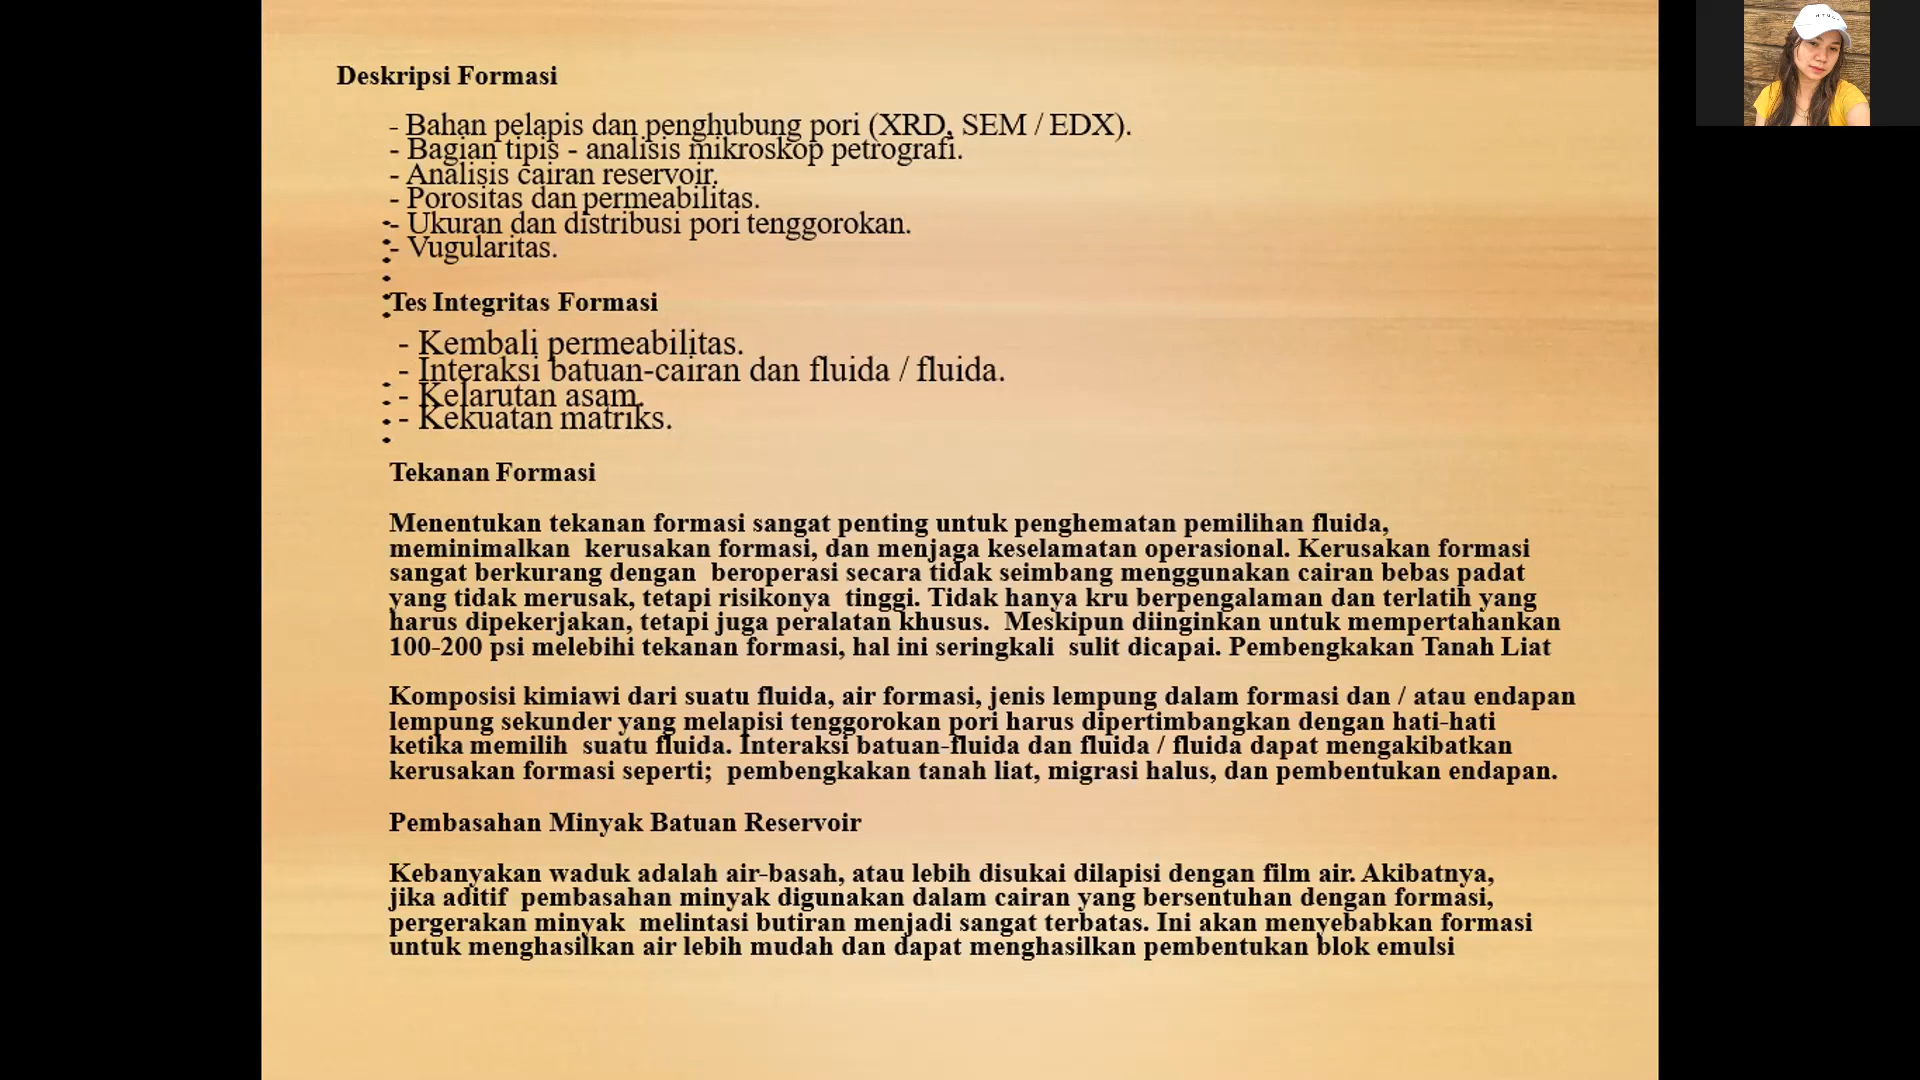 Deskripsi Formasi
- Bahan pelapis dan penghubung pori (XRD, SEM / EDX).
- Bagian tipis - analisis mikroskop petrografi.
- Analisis cairan reservoir.
- Porositas dan permeabilitas.
- Ukuran dan distribusi pori tenggorokan.
- Vugularitas.
Tes Integritas Formasi
- Kembali permeabilitas.
- Interaksi batuan-cairan dan fluida / fluida.
- Kelarutan asam.
- Kekuatan matriks.
Tekanan Formasi
Menentukan tekanan formasi sangat penting untuk penghematan pemilihan fluida,
meminimalkan kerusakan formasi, dan menjaga keselamatan operasional. Kerusakan formasi
sangat berkurang dengan beroperasi secara tidak seimbang menggunakan cairan bebas padat
yang tidak merusak, tetapi risikonya tinggi. Tidak hanya kru berpengalaman dan terlatih yang
harus dipekerjakan, tetapi juga peralatan khusus. Meskipun diinginkan untuk mempertahankan
100-200 psi melebihi tekanan formasi, hal ini seringkali sulit dicapai. Pembengkakan Tanah Liat
Komposisi kimiawi dari suatu fluida, air formasi, jenis lempung dalam formasi dan / atau endapan
lempung sekunder yang melapisi tenggorokan pori harus dipertimbangkan dengan hati-hati
ketika memilih suatu fluida. Interaksi batuan-fluida dan fluida / fluida dapat mengakibatkan
kerusakan formasi seperti; pembengkakan tanah liat, migrasi halus, dan pembentukan endapan.
Pembasahan Minyak Batuan Reservoir
Kebanyakan waduk adalah air-basah, atau lebih disukai dilapisi dengan film air. Akibatnya,
jika aditif pembasahan minyak digunakan dalam cairan yang bersentuhan dengan formasi,
pergerakan minyak melintasi butiran menjadi sangat terbatas. Ini akan menyebabkan formasi
untuk menghasilkan air lebih mudah dan dapat menghasilkan pembentukan blok emulsi